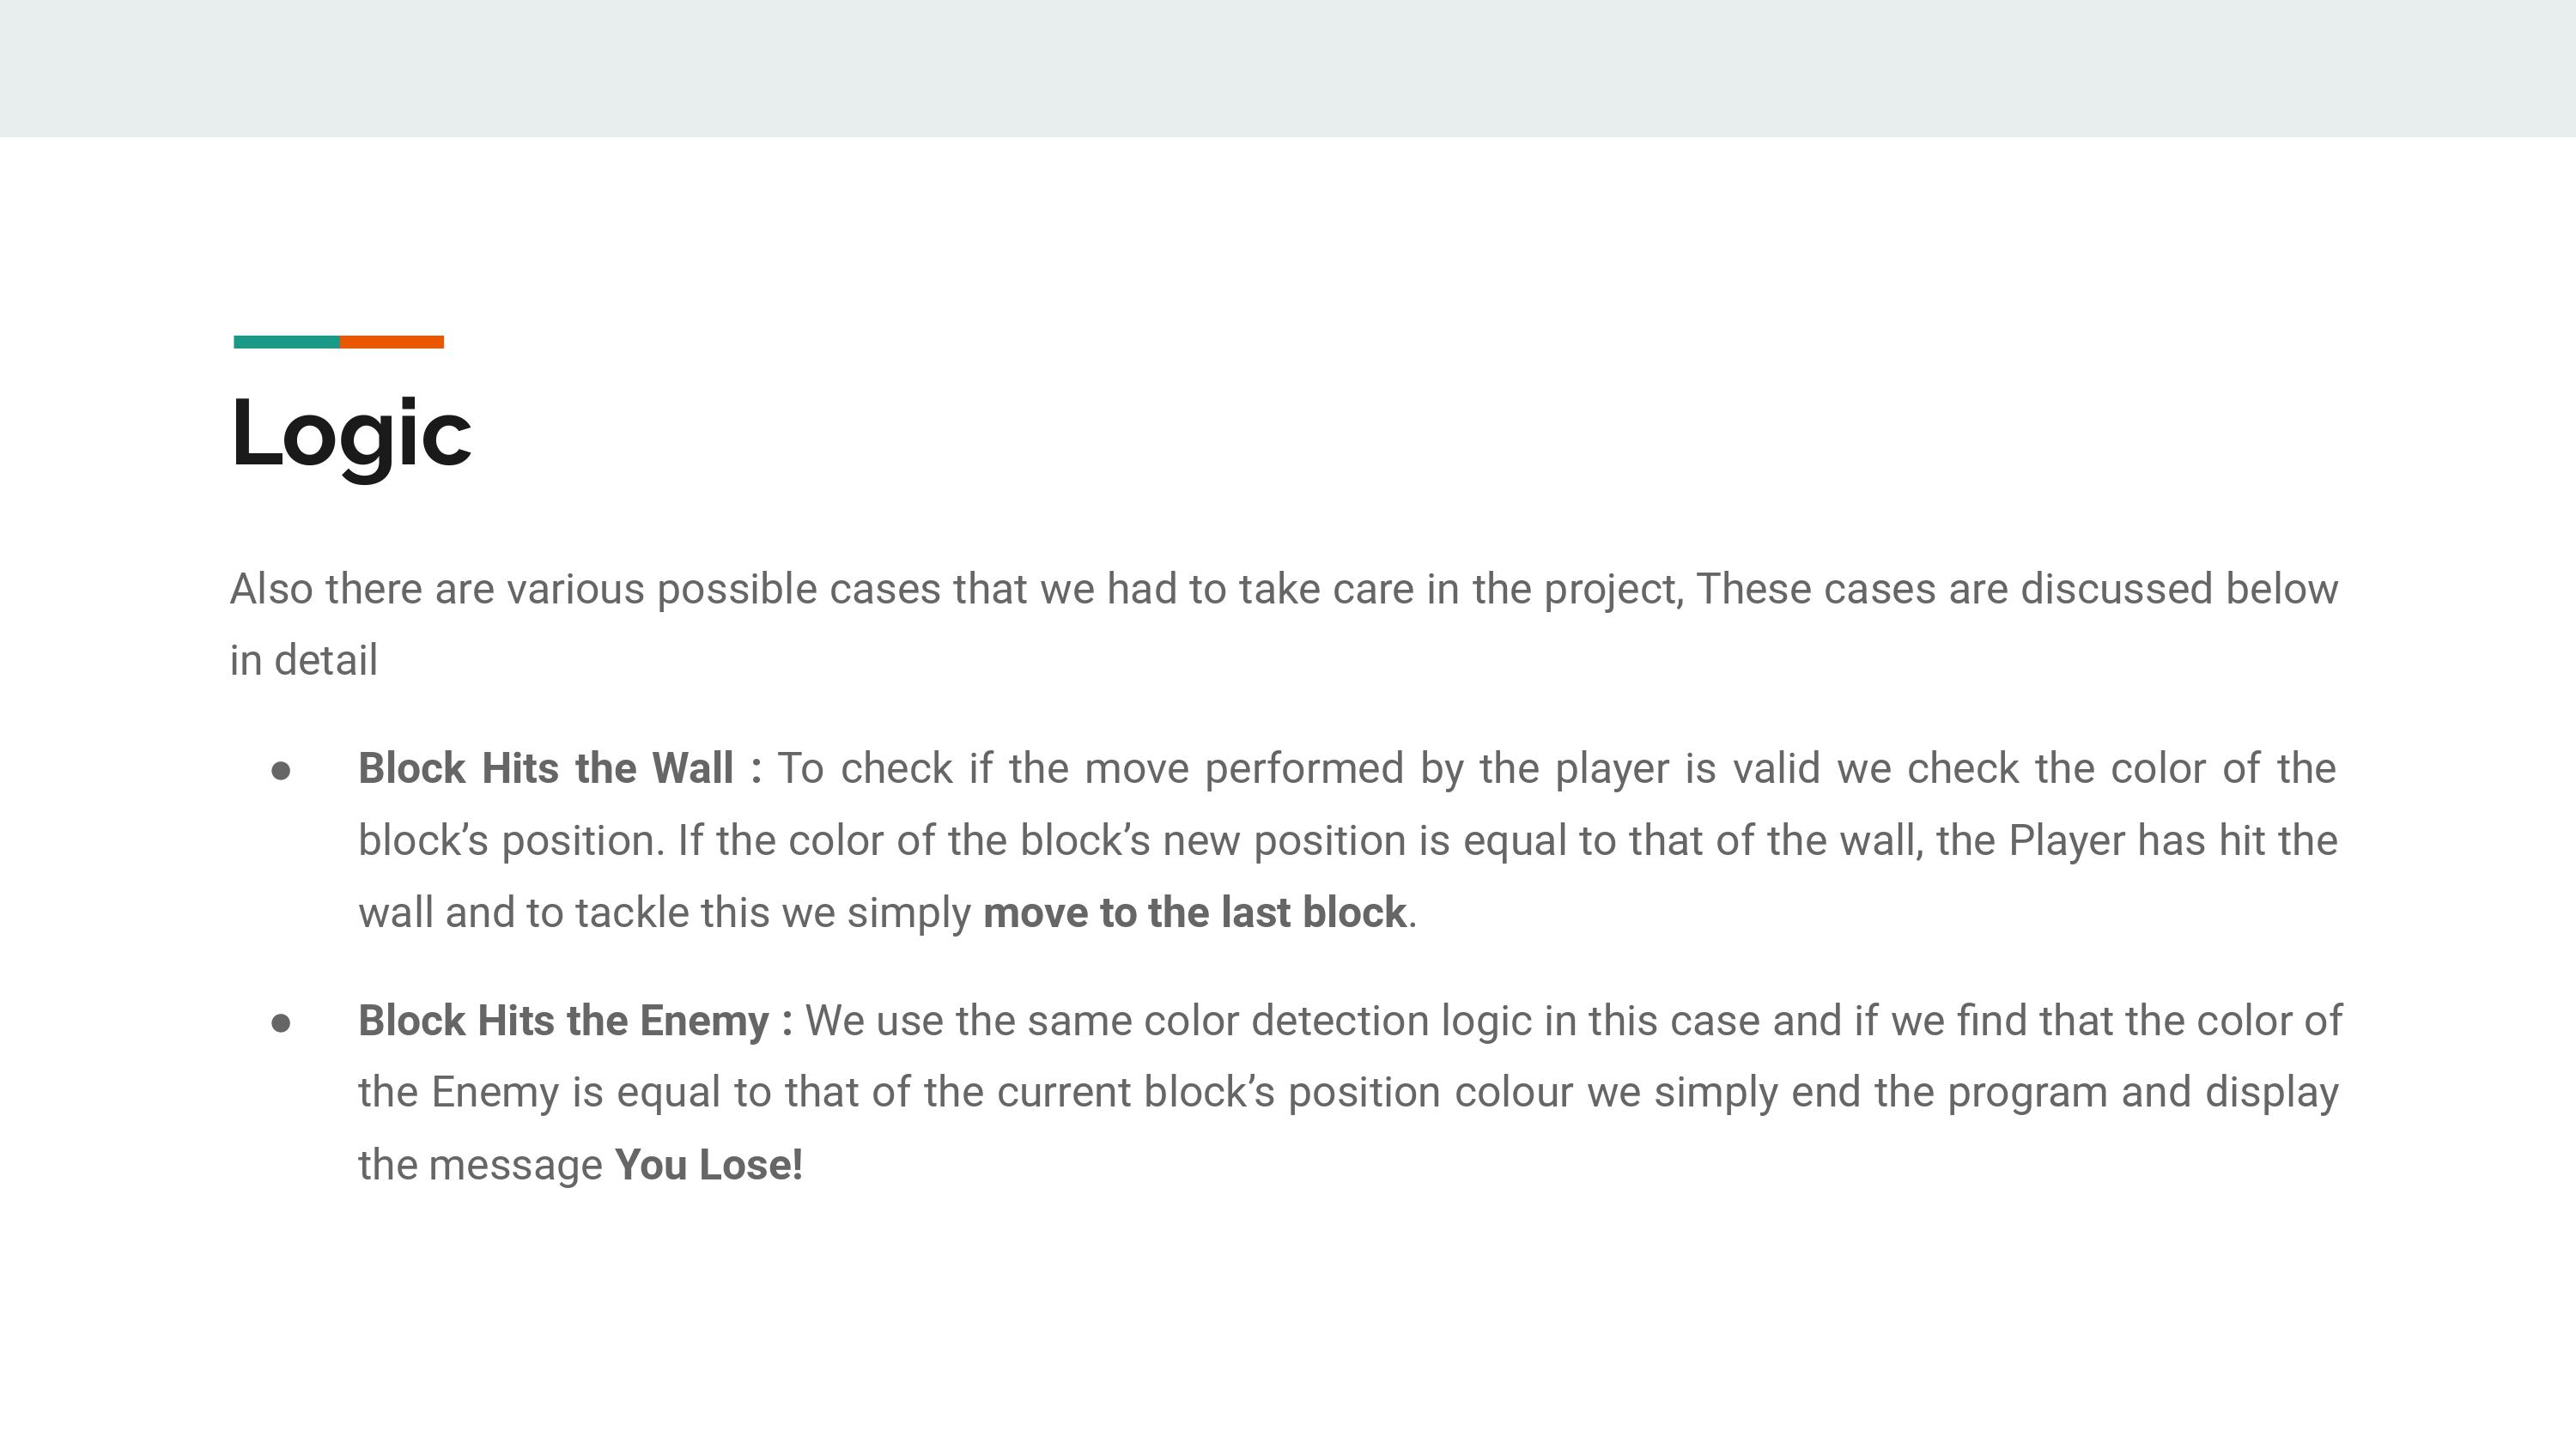 Logic
Also there are various possible cases that we had to take care in the project, These cases are discussed below
in detail
● Block Hits the Wall : To check if the move performed by the player is valid we check the color of the
block’s position. If the color of the block’s new position is equal to that of the wall, the Player has hit the
wall and to tackle this we simply move to the last block.
● Block Hits the Enemy : We use the same color detection logic in this case and if we find that the color of
the Enemy is equal to that of the current block’s position colour we simply end the program and display
the message You Lose!